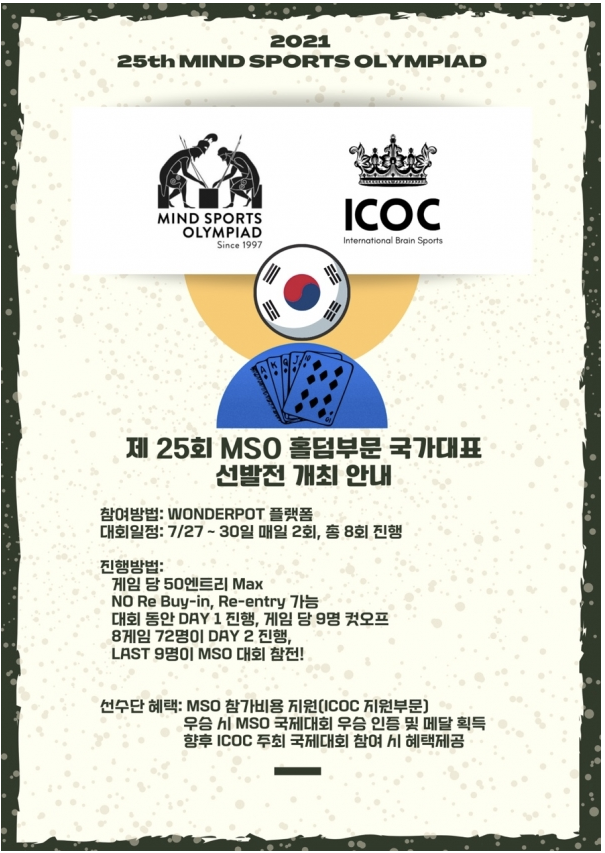 2021
25th MIND SPORTS OLYMPIAD
MIND SPORTS
OLYMPIAD
Since 1997
ICOC
International Brain Sports
A K Q J 10
제 25회 MSO 홀덤부문 국가대표
선발전 개최 안내
참여방법: WONDERPOT 플랫폼
대회일정: 7/27 ~ 30일 매일 2회, 총 8회 진행
진행방법:
게임 당 50엔트리 Max
NO Re Buy-in, Re-entry 가능
대회 동안 DAY 1 진행, 게임 당 9명 컷오프
8게임 72명이 DAY 2 진행,
LAST 9명이 MSO 대회 참전!
선수단 혜택: MSO 참가비용 지원(ICOC 지원부문)
우승 시 MSO 국제대회 우승 인증 및 메달 획득
향후 ICOC 주회 국제대회 참여 시 혜택제공